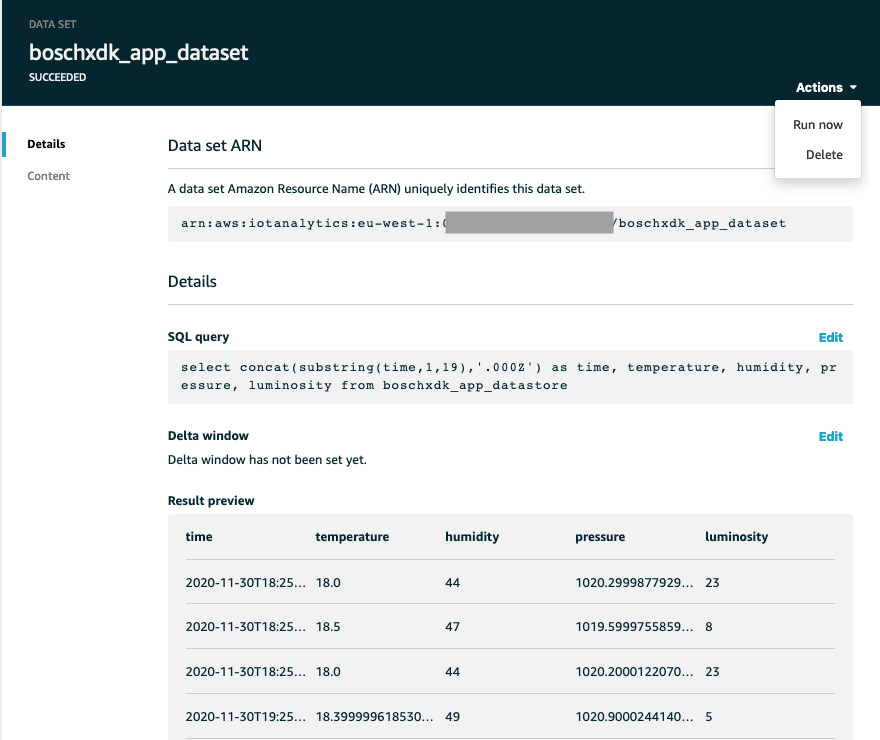 DATA SET
boschxdk_app_dataset
SUCCEEDED
Actions
Run now
Delete
Details
Content
Data set ARN
A data set Amazon Resource Name (ARN) uniquely identifies this data set.
arn:aws:iotanalytics:eu-west-1: /boschxdk_app_dataset
Details
SQL query Edit
select concat(substring(time,1,19),'.000Z') as time, temperature, humidity, pr
essure, luminosity from boschxdk_app_datastore
Delta window Edit
Delta window has not been set yet.
Result preview
time temperature humidity pressure luminosity
2020-11-30T18:25... 18.0 44 1020.2999877929... 23
2020-11-30T18:25... 18.5 47 1019.5999755859... 8
2020-11-30T18:25... 18.0 44 1020.2000122070... 23
2020-11-30T19:25... 18.399999618530... 49 1020.9000244140... 5